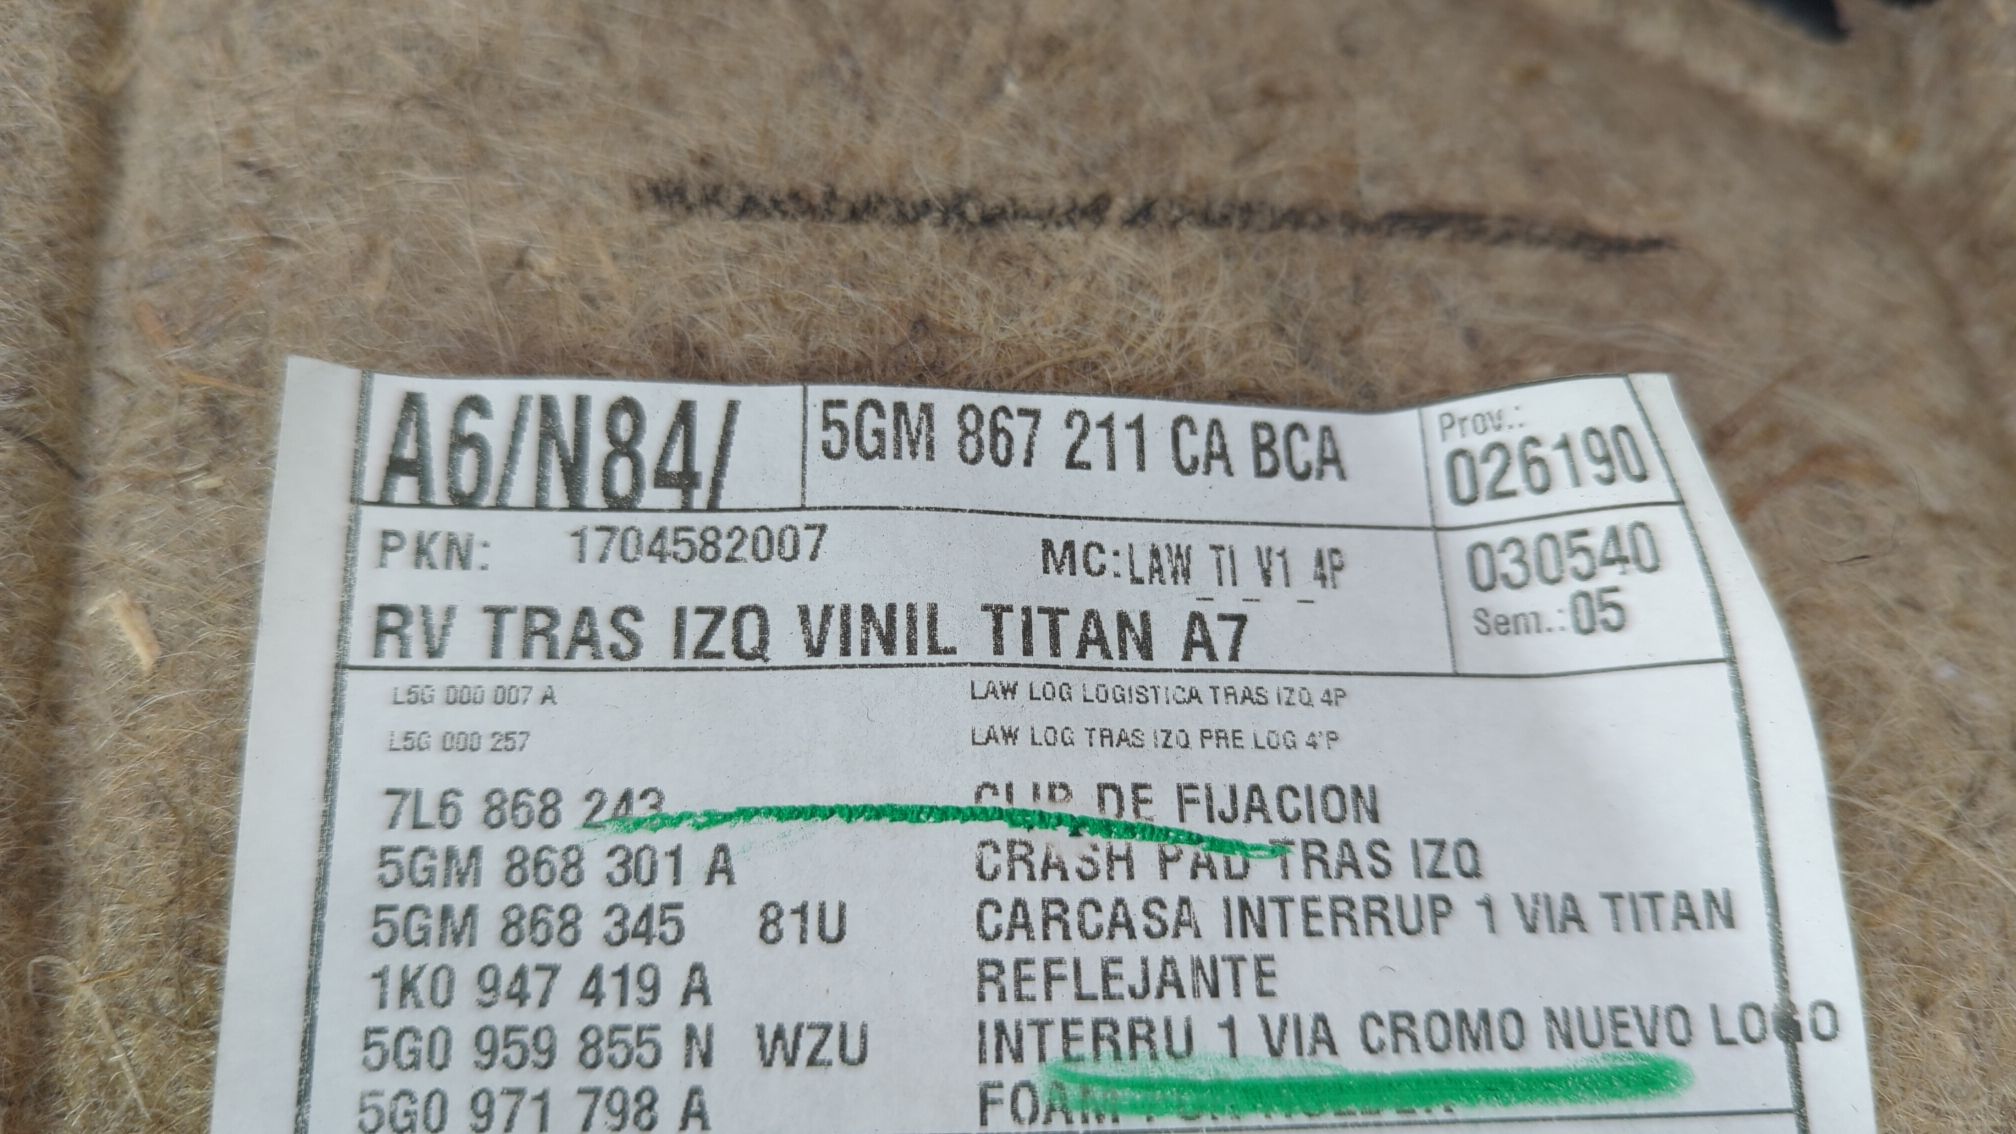 A6/N84/ 5GM 867 211 CA BCA Prov.: 026190
PKN: 1704582007 MC:LAW_TI_V1_4P 030540
RV TRAS IZQ VINIL TITAN A7 Sem.:05
L5G 000 007 A LAW LOG LOGISTICA TRAS IZQ 4P
L5G 000 257 LAW LOG TRAS IZQ PRE LOG 4'P
7L6 868 243 CLIP DE FIJACION
5GM 868 301 A CRASH PAD TRAS IZQ
5GM 868 345 81U CARCASA INTERRUP 1 VIA TITAN
1K0 947 419 A REFLEJANTE
5G0 959 855 N WZU INTERRU 1 VIA CROMO NUEVO LOGO
5G0 971 798 A FOAM